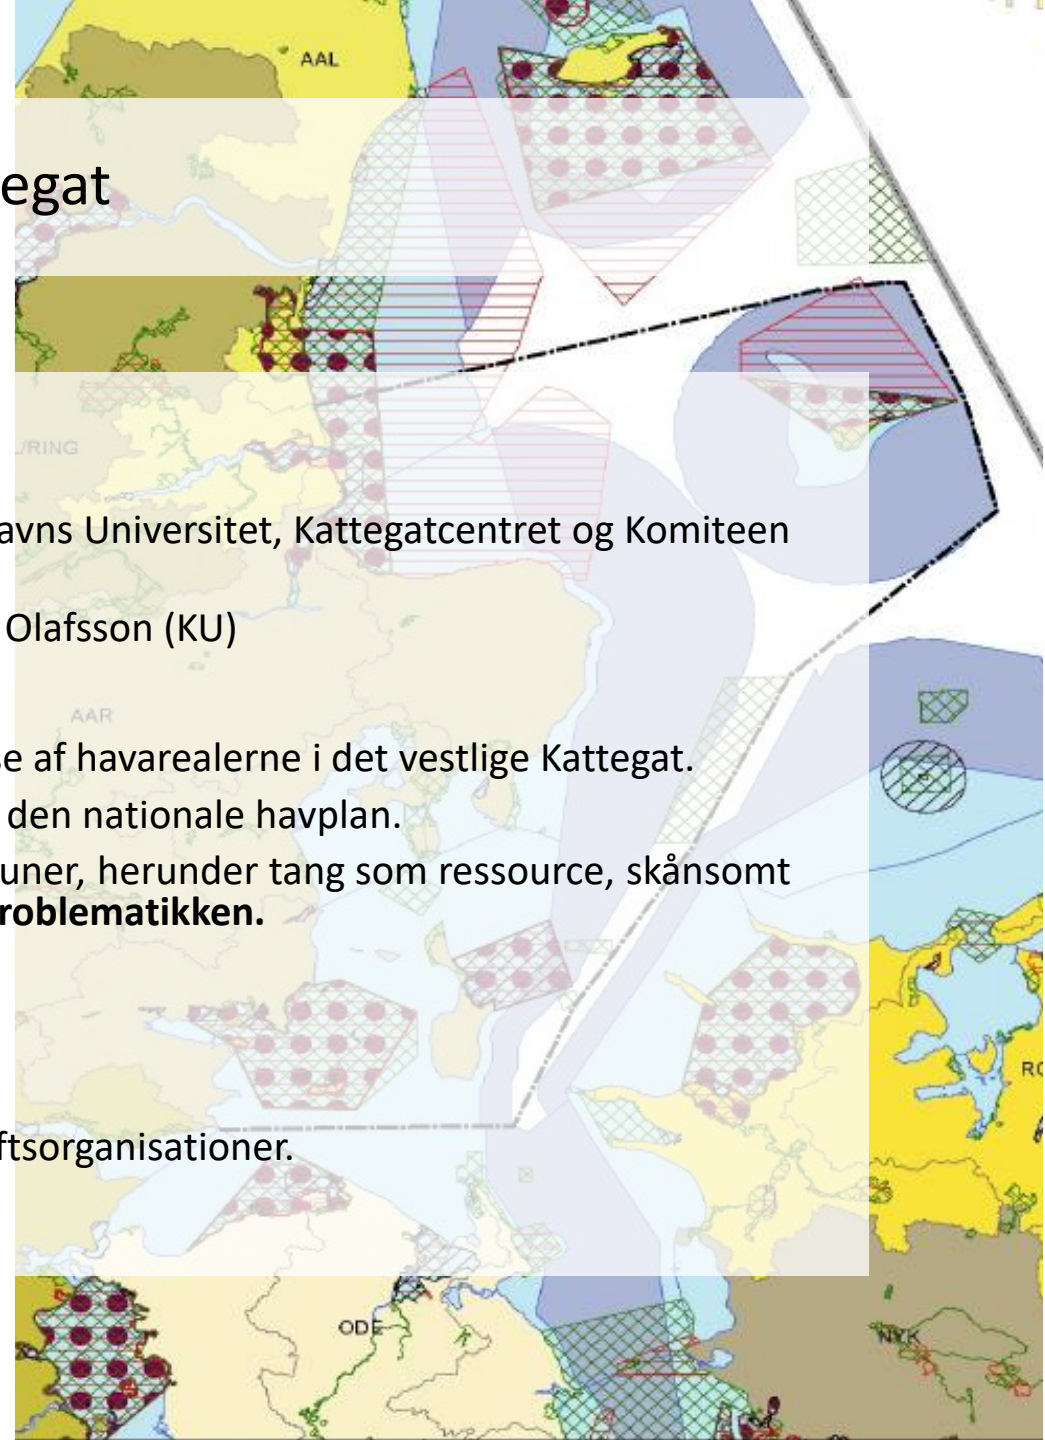 AAL
egat
L/RING
avns Universitet, Kattegatcentret og Komiteen
Olafsson (KU)
AAR
se af havarealerne i det vestlige Kattegat.
den nationale havplan.
uner, herunder tang som ressource, skånsomt
roblematikken.
RO
ftsorganisationer.
ODE
NYK